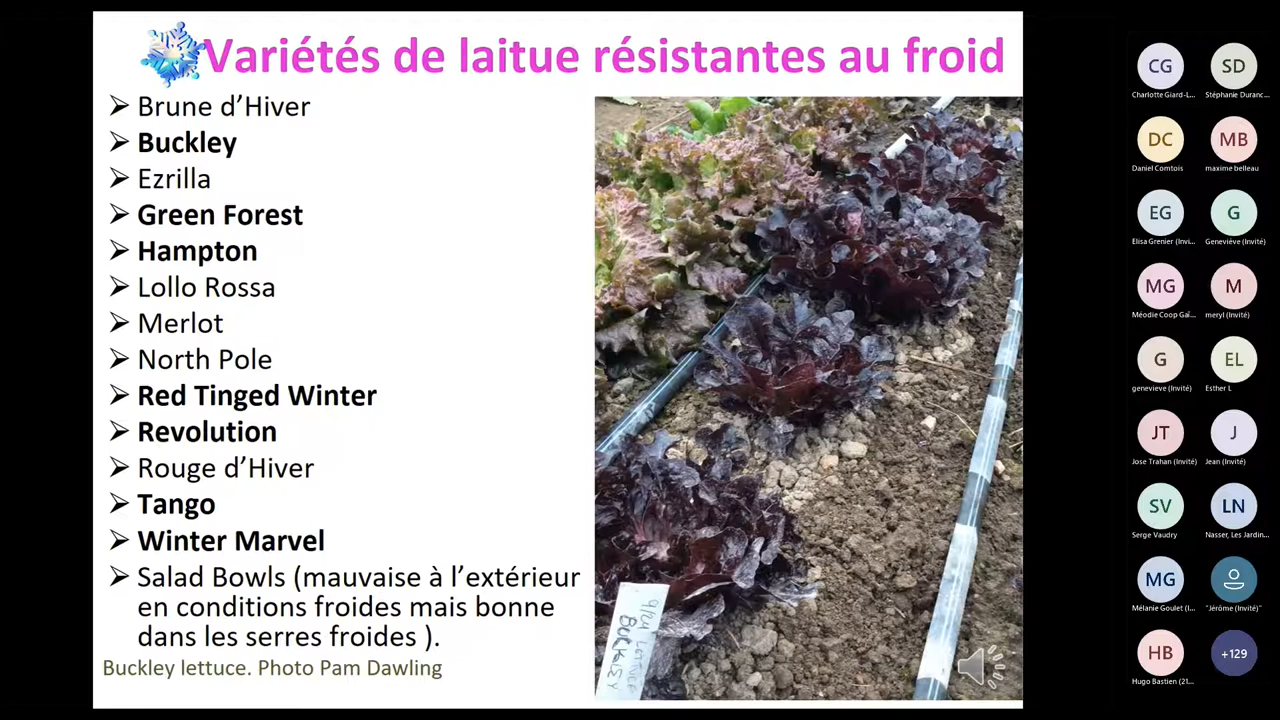 Variétés de laitue résistantes au froid
➢ Brune d’Hiver
➢ Buckley
➢ Ezrilla
➢ Green Forest
➢ Hampton
➢ Lollo Rossa
➢ Merlot
➢ North Pole
➢ Red Tinged Winter
➢ Revolution
➢ Rouge d’Hiver
➢ Tango
➢ Winter Marvel
➢ Salad Bowls (mauvaise à l’extérieur
en conditions froides mais bonne
dans les serres froides ).
Buckley lettuce. Photo Pam Dawling
9/24 LETTUCE
BUCKLEY
CG SD
Charlotte Giard-L... Stéphanie Duranc...
DC MB
Daniel Comtois maxime belleau
EG G
Elisa Grenier (Invi... Geneviève (Invité)
MG M
Méodie Coop Gaï... meryl (Invité)
G EL
genevieve (Invité) Esther L
JT J
Jose Trahan (Invité) Jean (Invité)
SV LN
Serge Vaudry Nasser, Les Jardin...
MG
Mélanie Goulet (I... "Jérôme (Invité)"
HB +129
Hugo Bastien (21...